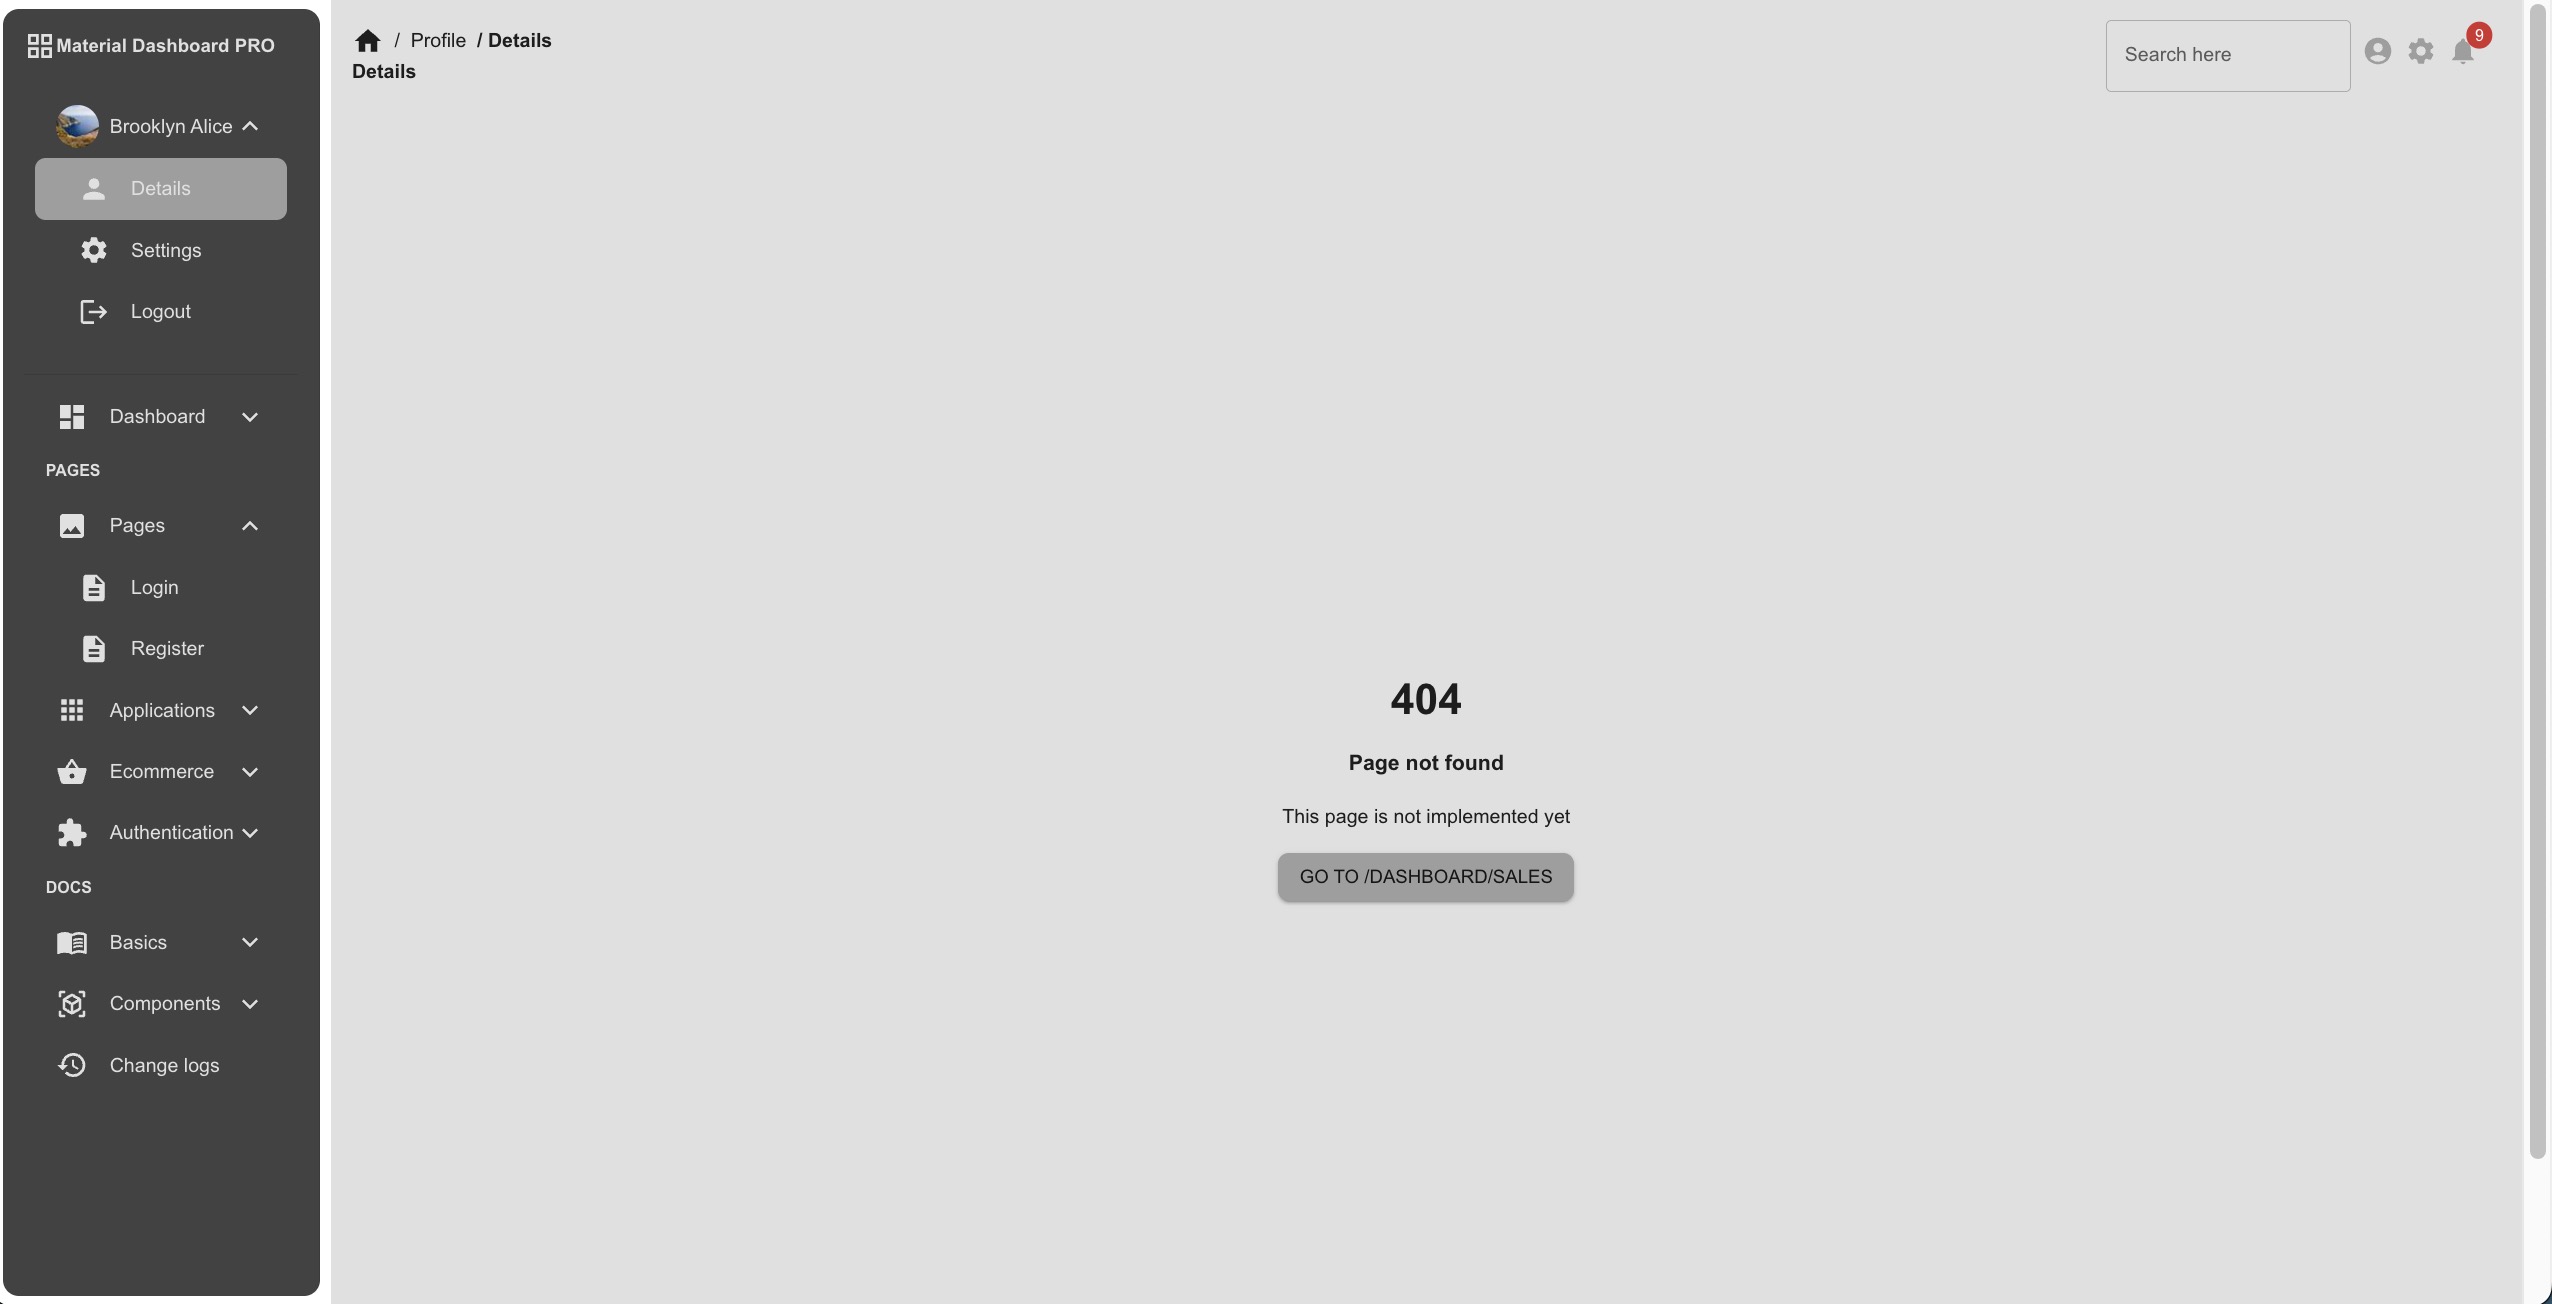 Material Dashboard PRO
Brooklyn Alice
Details
Settings
Logout
Dashboard
PAGES
Pages
Login
Register
Applications
Ecommerce
Authentication
DOCS
Basics
Components
Change logs
/ Profile / Details
Details
Search here
9
404
Page not found
This page is not implemented yet
GO TO /DASHBOARD/SALES